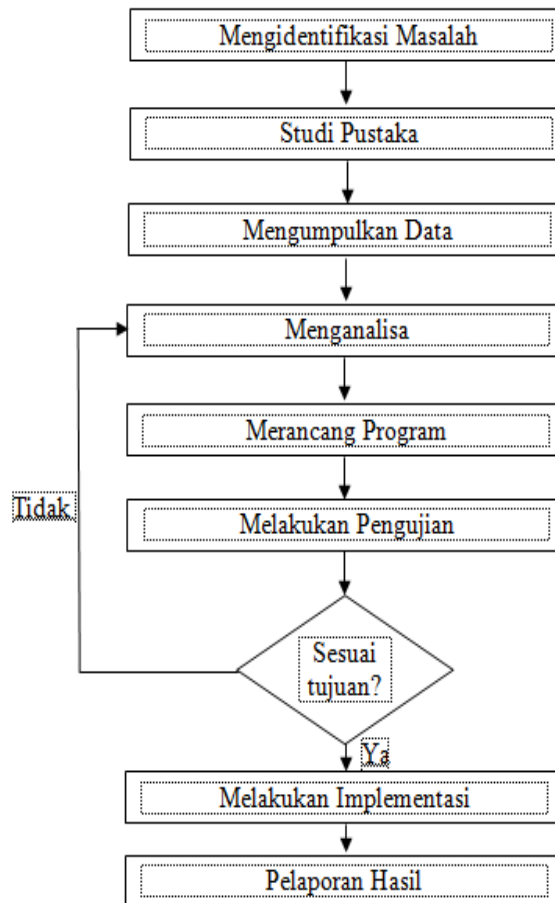 Mengidentifikasi Masalah
Studi Pustaka
Mengumpulkan Data
Menganalisa
Merancang Program
Tidak
Melakukan Pengujian
Sesuai
tujuan?
Ya
Melakukan Implementasi
Pelaporan Hasil